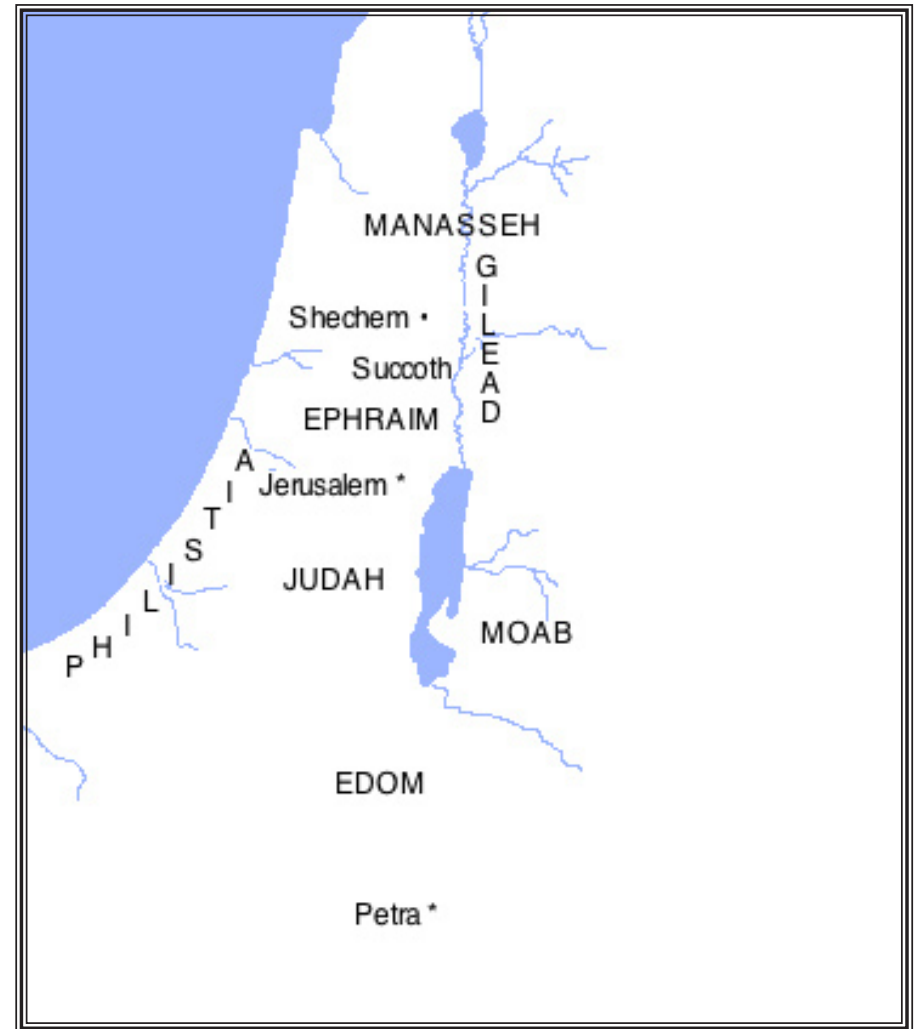 MANASSEH
GILEAD
Shechem
Succoth
EPHRAIM
Jerusalem *
PHILISTIA
JUDAH
MOAB
EDOM
Petra *